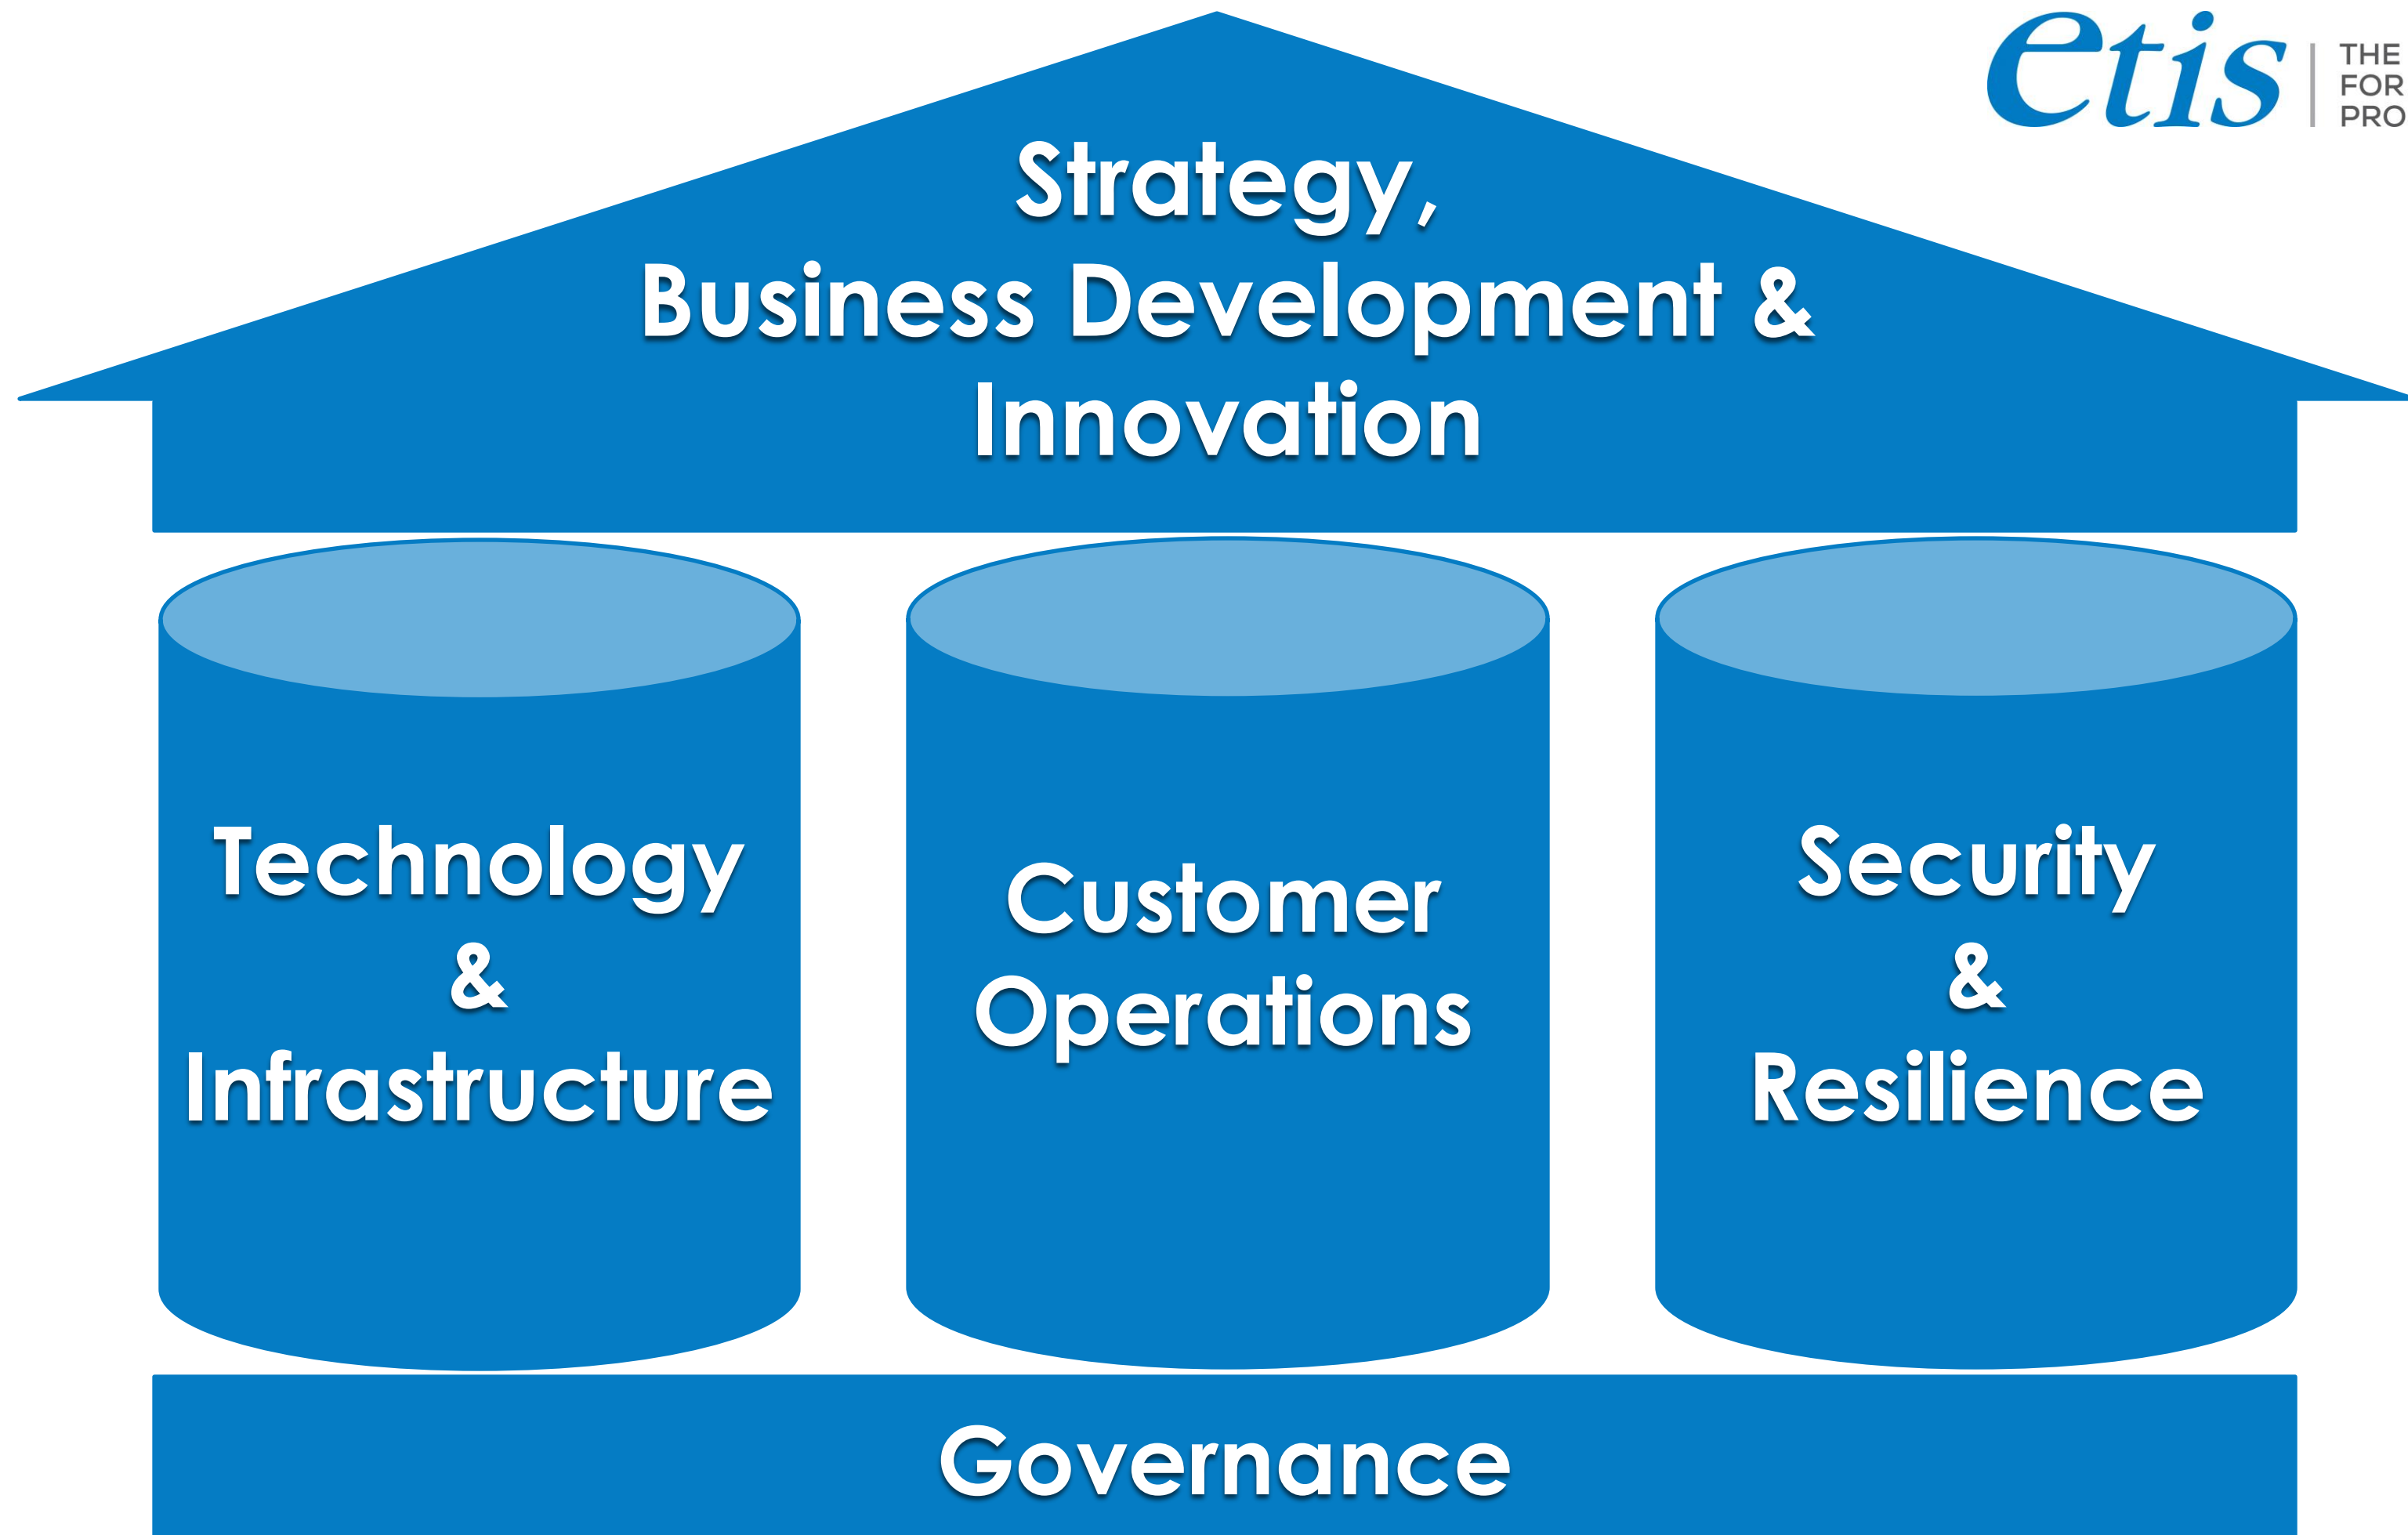 etis
THE
FOR
PRO
Strategy,
Business Development &
Innovation
Technology
&
Infrastructure
Customer
Operations
Security
&
Resilience
Governance